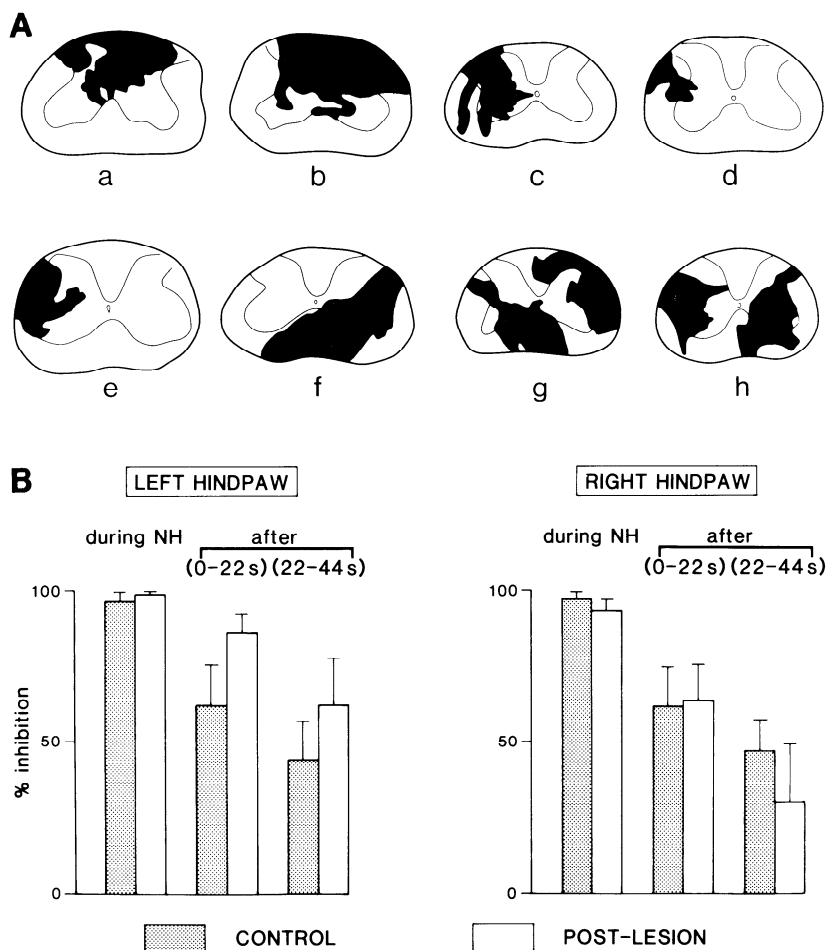 A
a b c d
e f g h
B
LEFT HINDPAW RIGHT HINDPAW
during NH after
(0-22s) (22-44s)
100
50
0
% inhibition
during NH after
(0-22s) (22-44s)
100
50
0
CONTROL POST-LESION